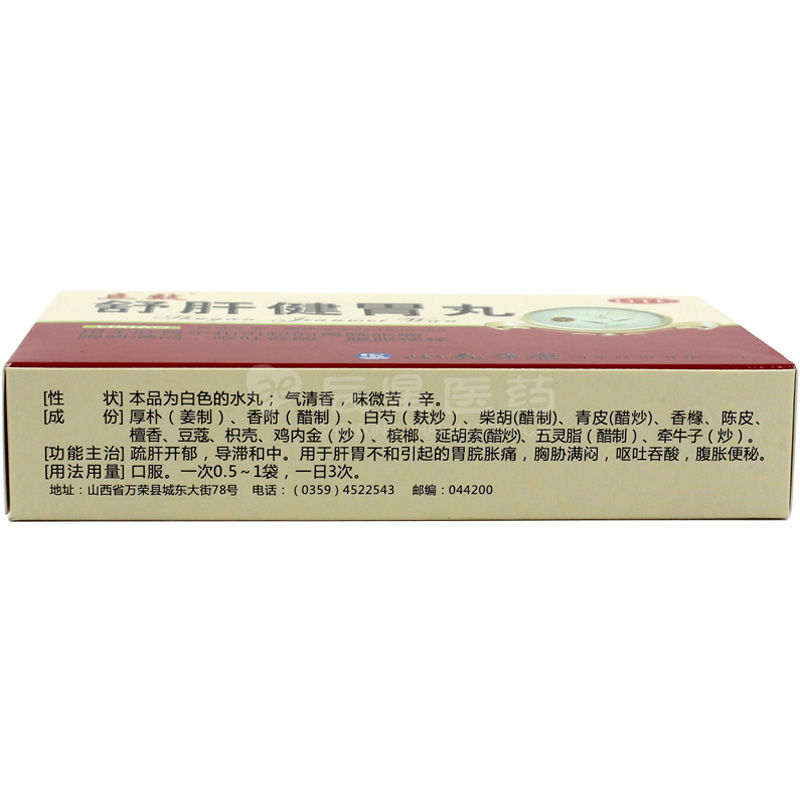 立效
舒肝健胃丸
OTC
Shugan Jianwei Wan
LIXIAO
[性 状] 本品为白色的水丸；气清香，味微苦，辛。
[成 份] 厚朴（姜制）、香附（醋制）、白芍（麸炒）、柴胡(醋制）、青皮(醋炒)、香橼、陈皮、
檀香、豆蔻、枳壳、鸡内金（炒）、槟榔、延胡索(醋炒)、五灵脂（醋制）、牵牛子（炒）。
[功能主治] 疏肝开郁，导滞和中。用于肝胃不和引起的胃脘胀痛，胸胁满闷，呕吐吞酸，腹胀便秘。
[用法用量] 口服。一次0.5～1袋，一日3次。
地址：山西省万荣县城东大街78号 电话：（0359）4522543 邮编：044200